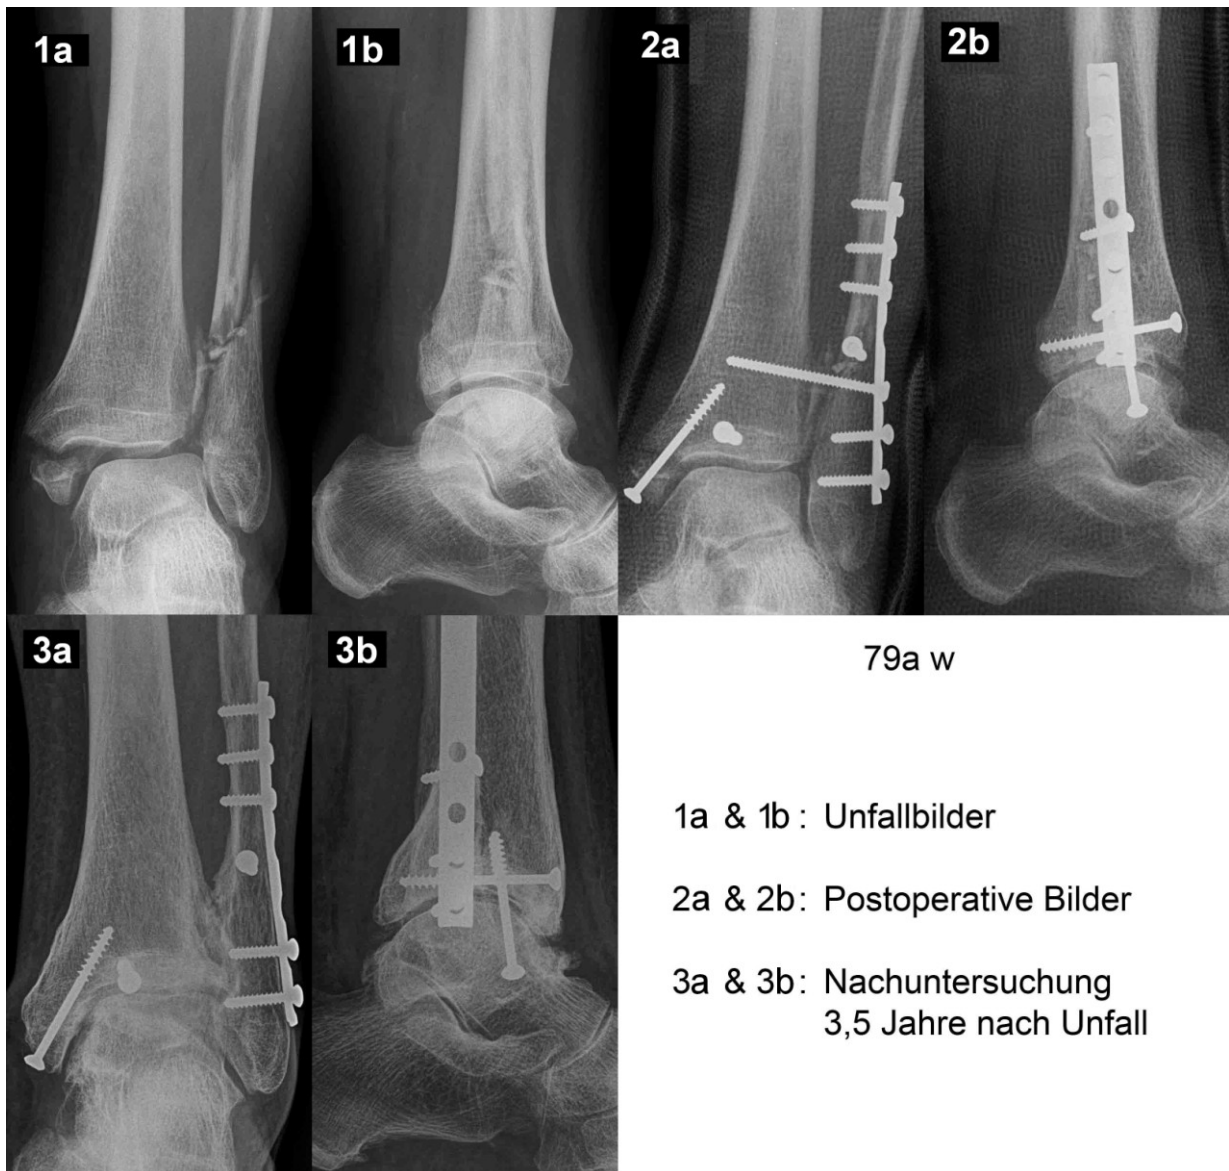 1a
1b
2a
2b
3a
3b
79a w
1a & 1b: Unfallbilder
2a & 2b: Postoperative Bilder
3a & 3b: Nachuntersuchung
3,5 Jahre nach Unfall